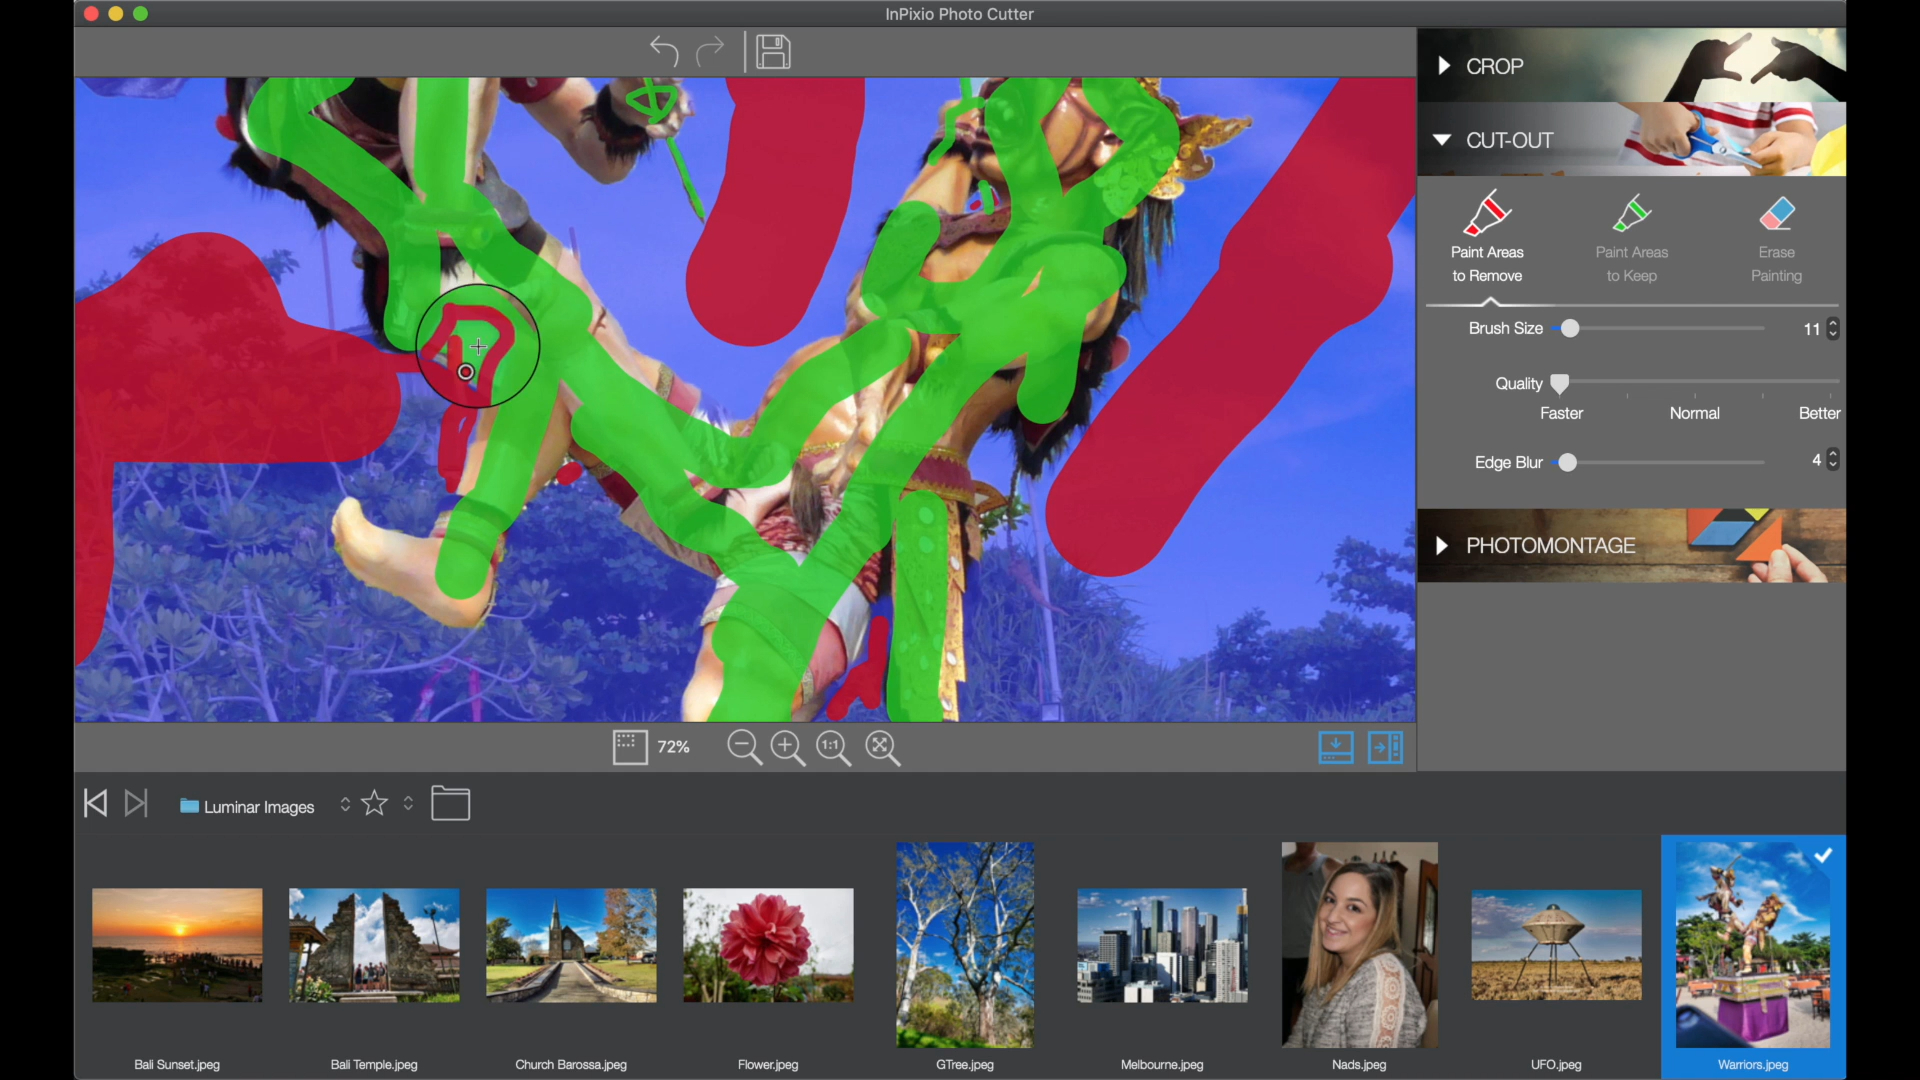 InPixio Photo Cutter
CROP
CUT-OUT
Paint Areas
to Remove
Paint Areas
to Keep
Erase
Painting
Brush Size
11
Quality
Faster
Normal
Better
Edge Blur
4
PHOTOMONTAGE
72%
1:1
Luminar Images
Bali Sunset.jpeg
Bali Temple.jpeg
Church Barossa.jpeg
Flower.jpeg
GTree.jpeg
Melbourne.jpeg
Nads.jpeg
UFO.jpeg
Warriors.jpeg